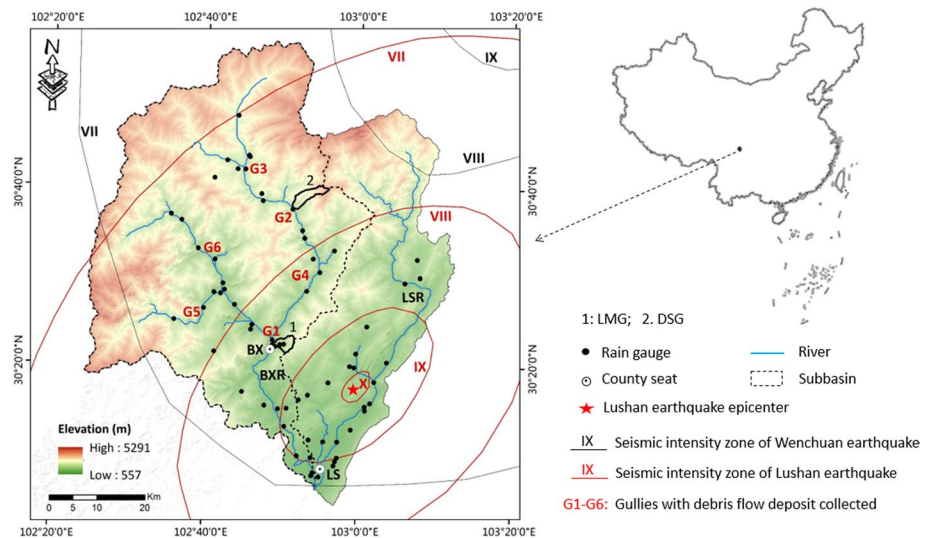 102°20'0"E 102°40'0"E 103°0'0"E 103°20'0"E
N
VII
IX
VII
VIII
30°40'0"N
30°40'0"N
G3
2
G2
VIII
G6
G4
LSR
G5
G1
1
BX
30°20'0"N
30°20'0"N
BXR
IX
X
LS
Elevation (m)
High : 5291
Low : 557
0 5 10 20 Km
102°20'0"E 102°40'0"E 103°0'0"E 103°20'0"E
1: LMG; 2. DSG
Rain gauge River
County seat Subbasin
Lushan earthquake epicenter
IX Seismic intensity zone of Wenchuan earthquake
IX Seismic intensity zone of Lushan earthquake
G1-G6: Gullies with debris flow deposit collected